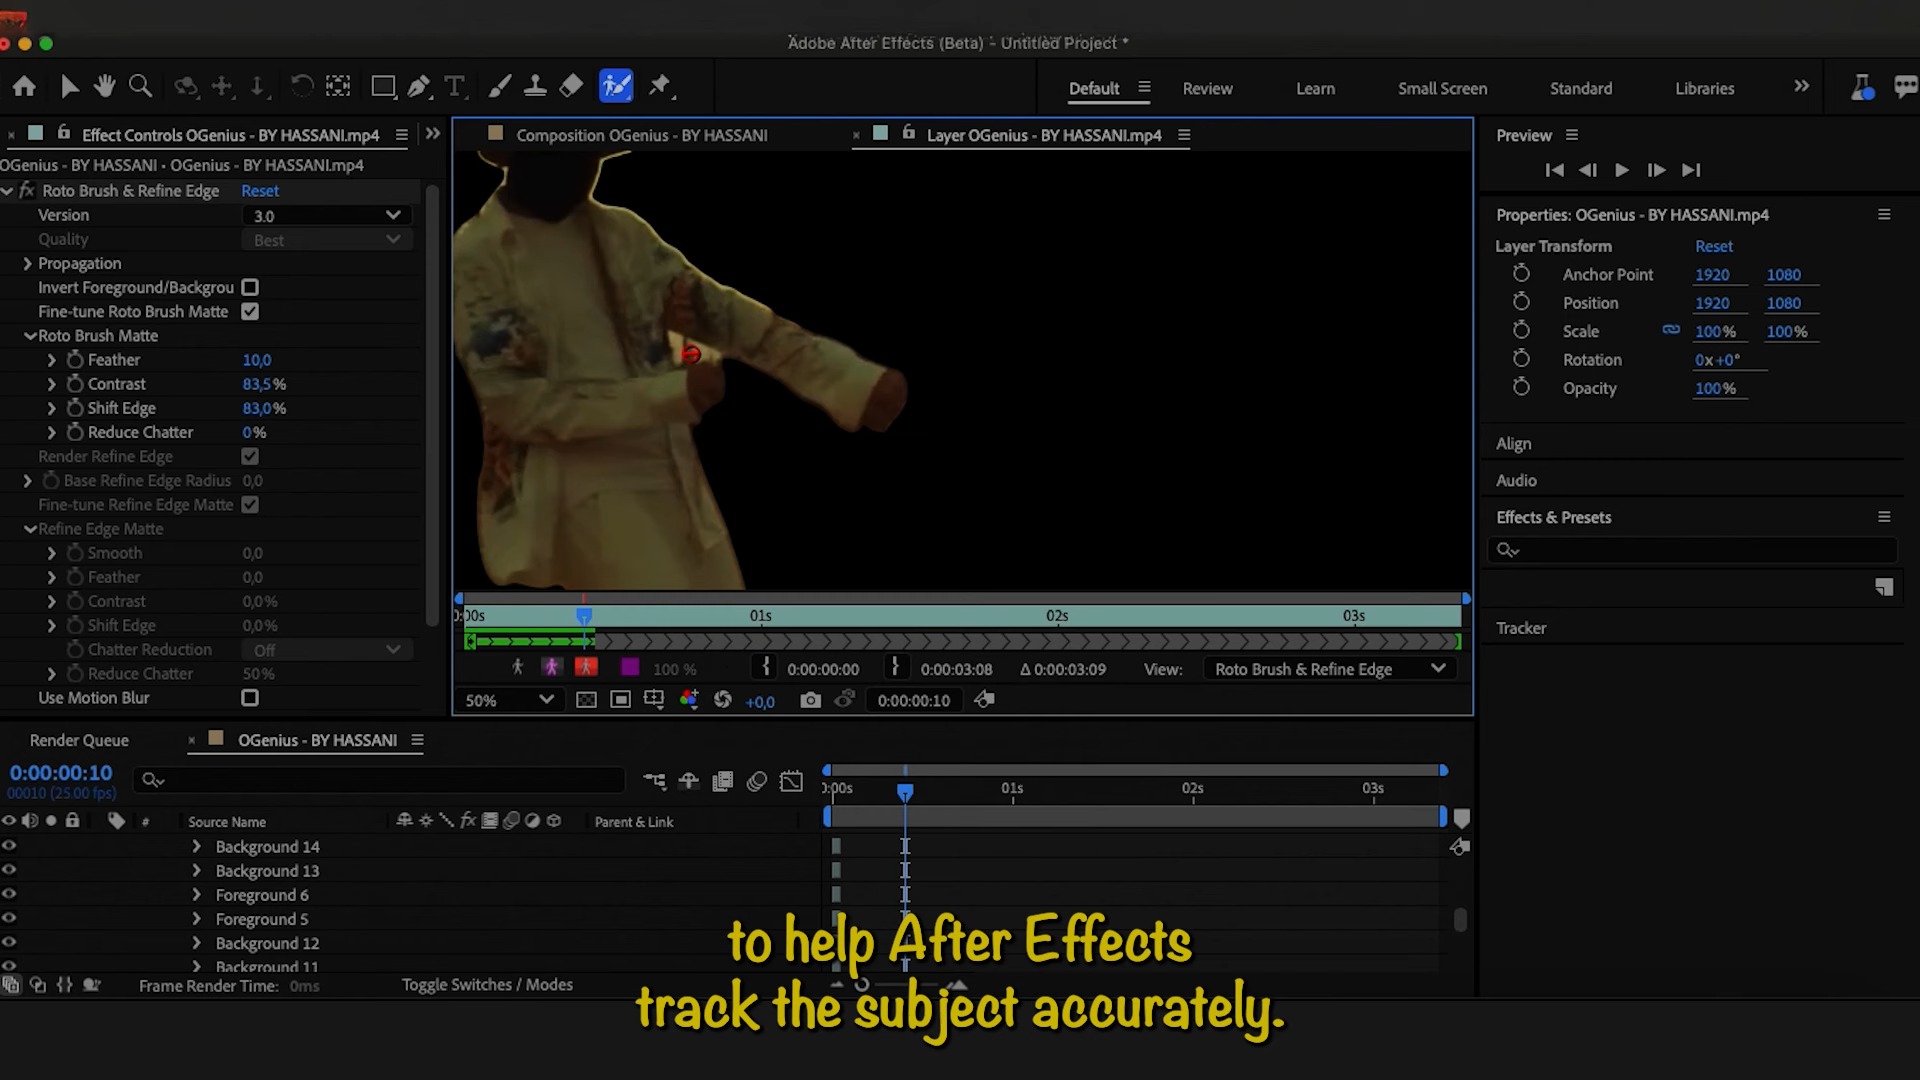 Adobe After Effects (Beta) - Untitled Project *
Default
Review
Learn
Small Screen
Standard
Libraries
Effect Controls OGenius - BY HASSANI.mp4
OGenius - BY HASSANI • OGenius - BY HASSANI.mp4
fx Roto Brush & Refine Edge Reset
Version 3.0
Quality Best
Propagation
Invert Foreground/Backgrou
Fine-tune Roto Brush Matte
Roto Brush Matte
Feather 10,0
Contrast 83,5%
Shift Edge 83,0%
Reduce Chatter 0%
Render Refine Edge
Base Refine Edge Radius 0,0
Fine-tune Refine Edge Matte
Refine Edge Matte
Smooth 0,0
Feather 0,0
Contrast 0,0%
Shift Edge 0,0%
Chatter Reduction Off
Reduce Chatter 50%
Use Motion Blur
Composition OGenius - BY HASSANI
Layer OGenius - BY HASSANI.mp4
0:00s 01s 02s 03s
100 % 0:00:00:00 0:00:03:08 Δ 0:00:03:09 View: Roto Brush & Refine Edge
50% +0,0 0:00:00:10
Preview
Properties: OGenius - BY HASSANI.mp4
Layer Transform Reset
Anchor Point 1920 1080
Position 1920 1080
Scale 100% 100%
Rotation 0x+0°
Opacity 100%
Align
Audio
Effects & Presets
Tracker
Render Queue
OGenius - BY HASSANI
0:00:00:10
00010 (25.00 fps)
# Source Name fx Parent & Link
:00s 01s 02s 03s
Background 14
Background 13
Foreground 6
Foreground 5
Background 12
Background 11
Frame Render Time: 0ms
Toggle Switches / Modes
to help After Effects
track the subject accurately.